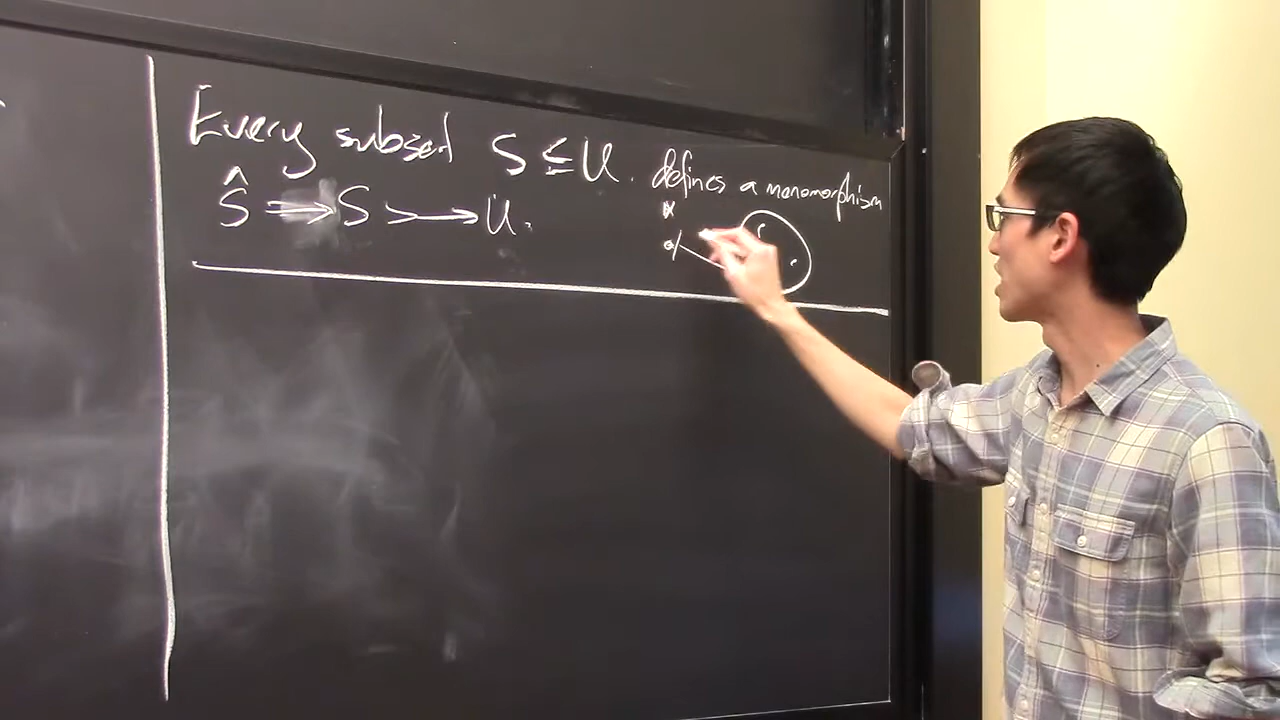 Every subset S ⊆ U. defines a monomorphism
Ŝ ⇒ S >→ U.